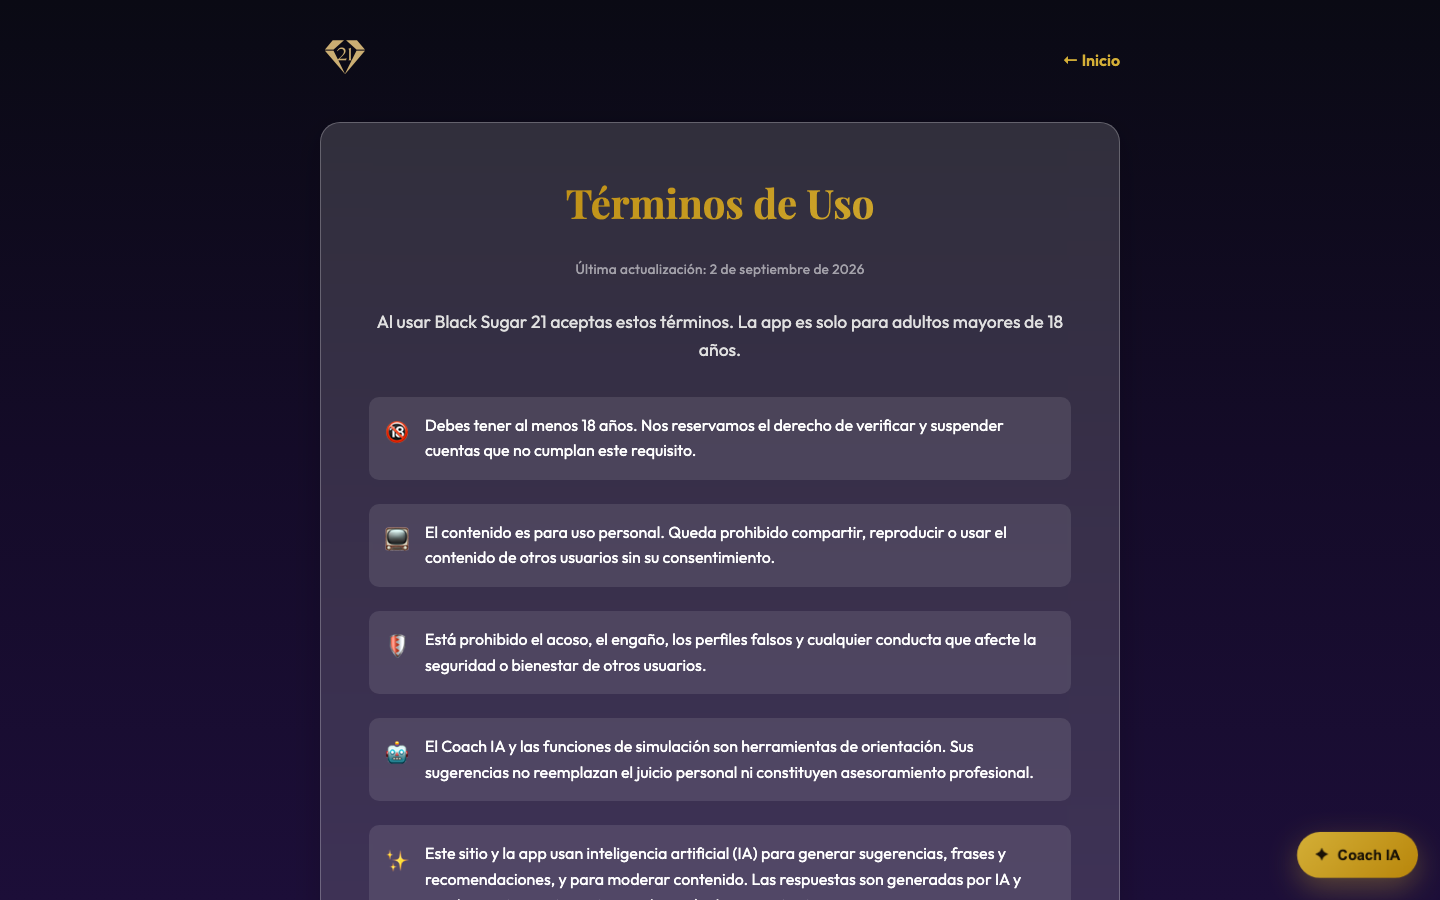 21
← Inicio
Términos de Uso
Última actualización: 2 de septiembre de 2026
Al usar Black Sugar 21 aceptas estos términos. La app es solo para adultos mayores de 18
años.
Debes tener al menos 18 años. Nos reservamos el derecho de verificar y suspender
cuentas que no cumplan este requisito.
El contenido es para uso personal. Queda prohibido compartir, reproducir o usar el
contenido de otros usuarios sin su consentimiento.
Está prohibido el acoso, el engaño, los perfiles falsos y cualquier conducta que afecte la
seguridad o bienestar de otros usuarios.
El Coach IA y las funciones de simulación son herramientas de orientación. Sus
sugerencias no reemplazan el juicio personal ni constituyen asesoramiento profesional.
Este sitio y la app usan inteligencia artificial (IA) para generar sugerencias, frases y
recomendaciones, y para moderar contenido. Las respuestas son generadas por IA y
✦ Coach IA